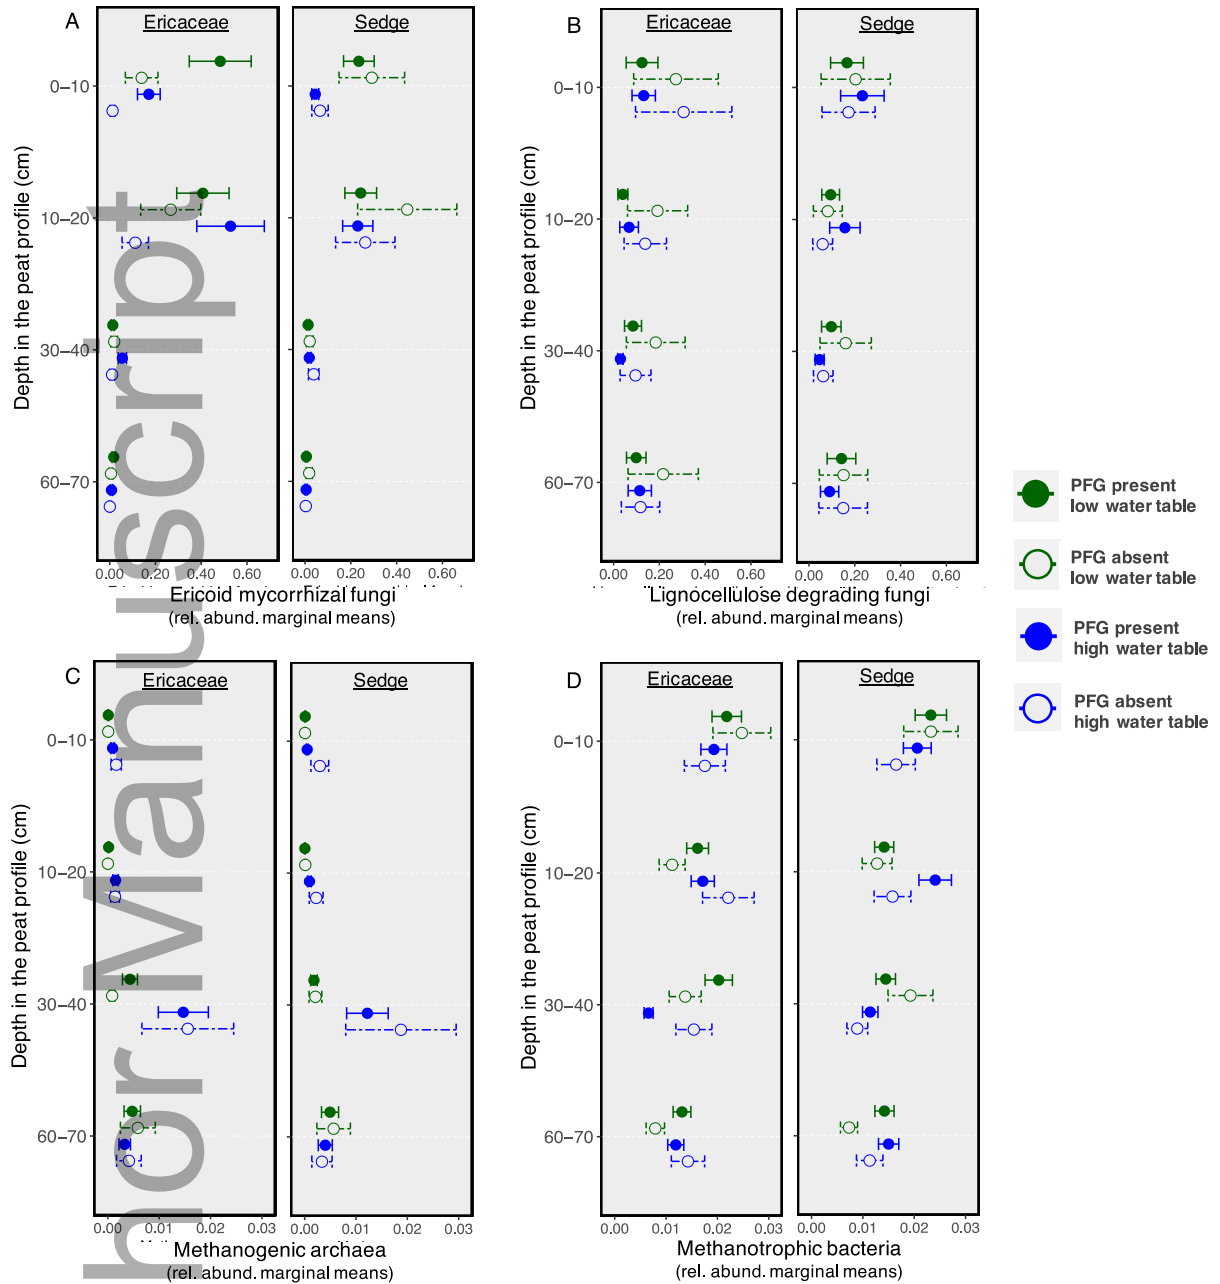 A
Ericaceae
Sedge
Depth in the peat profile (cm)
0–10
10–20
30–40
60–70
0.00 0.20 0.40 0.60
0.00 0.20 0.40 0.60
Ericoid mycorrhizal fungi
(rel. abund. marginal means)
B
Ericaceae
Sedge
Depth in the peat profile (cm)
0–10
10–20
30–40
60–70
0.00 0.20 0.40 0.60
0.00 0.20 0.40 0.60
Lignocellulose degrading fungi
(rel. abund. marginal means)
PFG present
low water table
PFG absent
low water table
PFG present
high water table
PFG absent
high water table
C
Ericaceae
Sedge
Depth in the peat profile (cm)
0–10
10–20
30–40
60–70
0.00 0.01 0.02 0.03
0.00 0.01 0.02 0.03
Methanogenic archaea
(rel. abund. marginal means)
D
Ericaceae
Sedge
Depth in the peat profile (cm)
0–10
10–20
30–40
60–70
0.00 0.01 0.02 0.03
0.00 0.01 0.02 0.03
Methanotrophic bacteria
(rel. abund. marginal means)
hor Manuscript